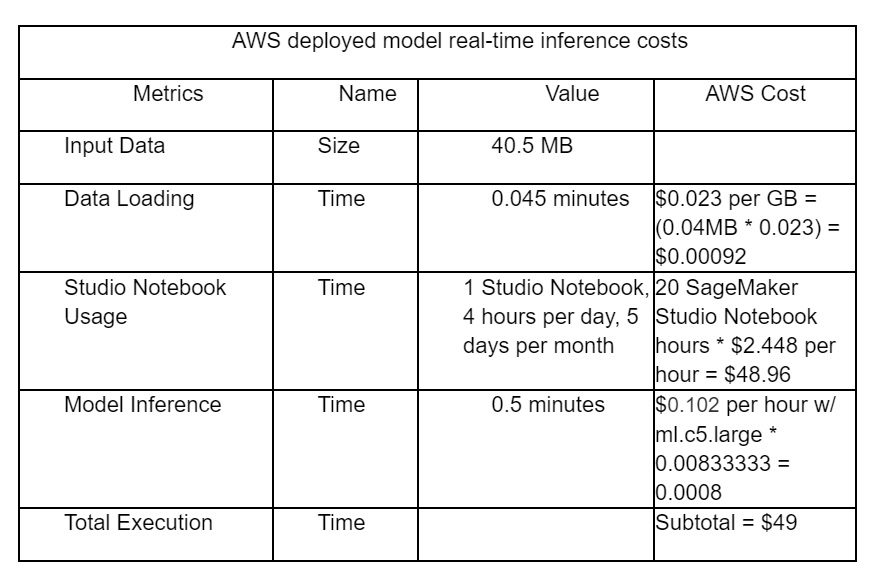 AWS deployed model real-time inference costs
Metrics Name Value AWS Cost
Input Data Size 40.5 MB
Data Loading Time 0.045 minutes $0.023 per GB =
(0.04MB * 0.023) =
$0.00092
Studio Notebook Time 1 Studio Notebook, 20 SageMaker
Usage 4 hours per day, 5 Studio Notebook
days per month hours * $2.448 per
hour = $48.96
Model Inference Time 0.5 minutes $0.102 per hour w/
ml.c5.large *
0.00833333 =
0.0008
Total Execution Time Subtotal = $49